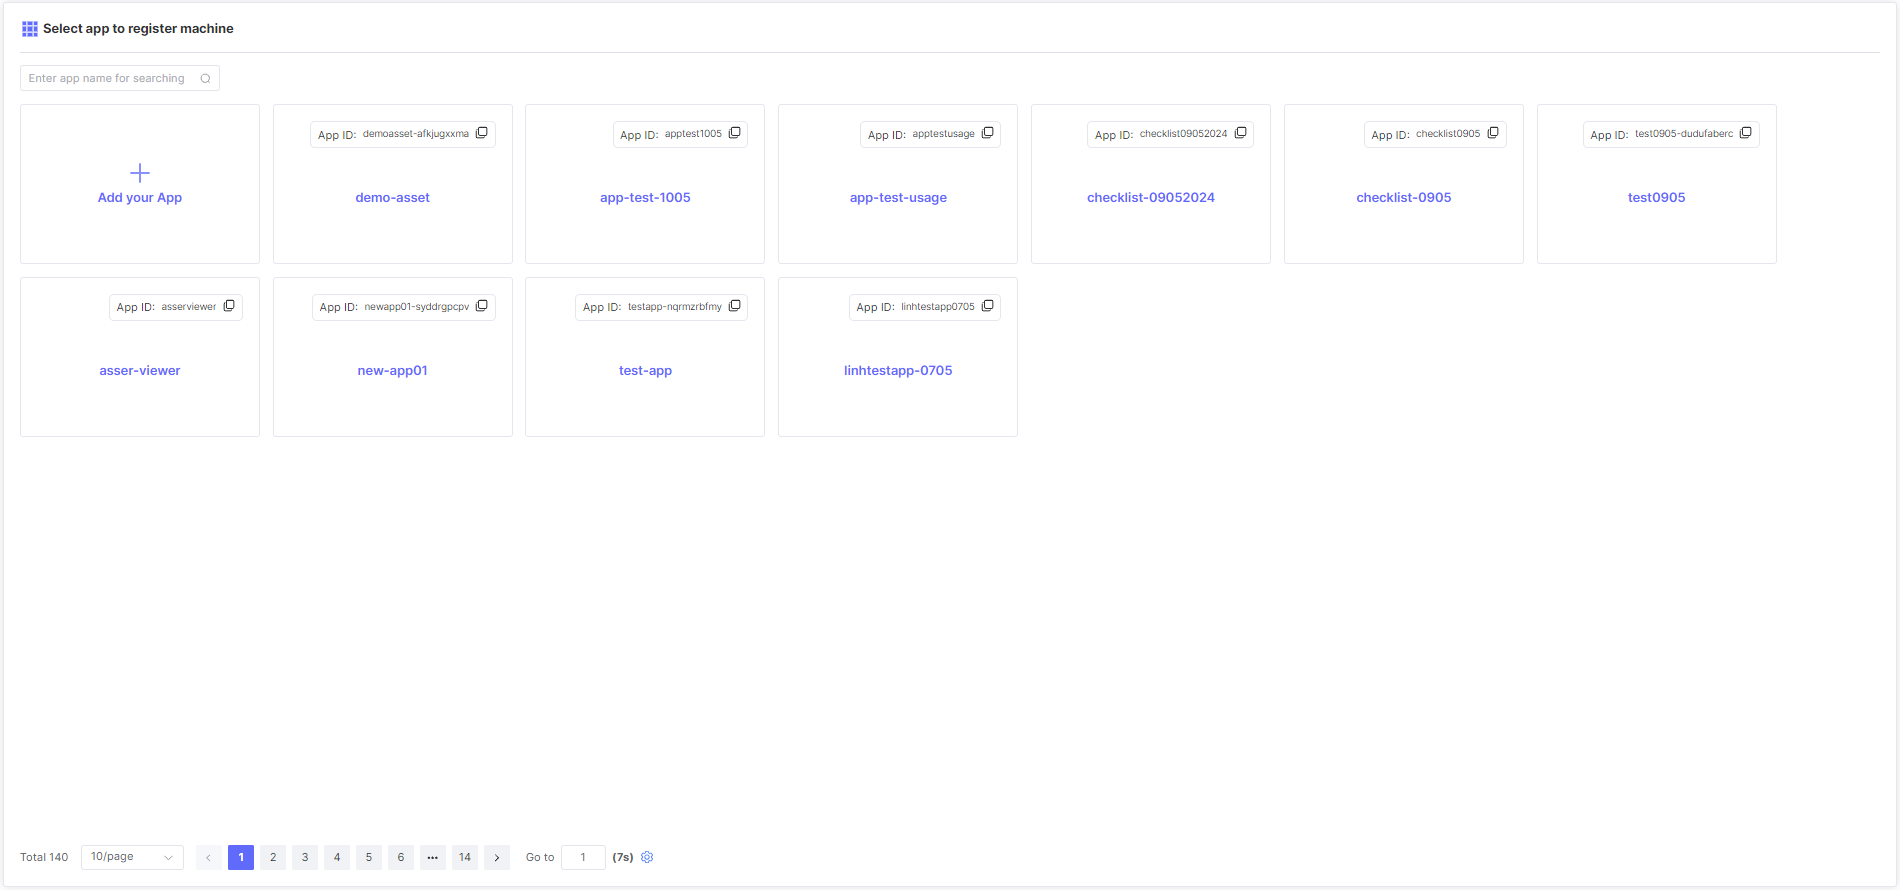 Select app to register machine
Enter app name for searching
Add your App
App ID: demoasset-afkjugxxma
demo-asset
App ID: apptest1005
app-test-1005
App ID: apptestusage
app-test-usage
App ID: checklist09052024
checklist-09052024
App ID: checklist0905
checklist-0905
App ID: test0905-dudufaberc
test0905
App ID: asserviewer
asser-viewer
App ID: newapp01-syddrgpcpv
new-app01
App ID: testapp-nqrmzrbfmy
test-app
App ID: linhtestapp0705
linhtestapp-0705
Total 140 10/page < 1 2 3 4 5 6 ••• 14 > Go to 1 (7s)